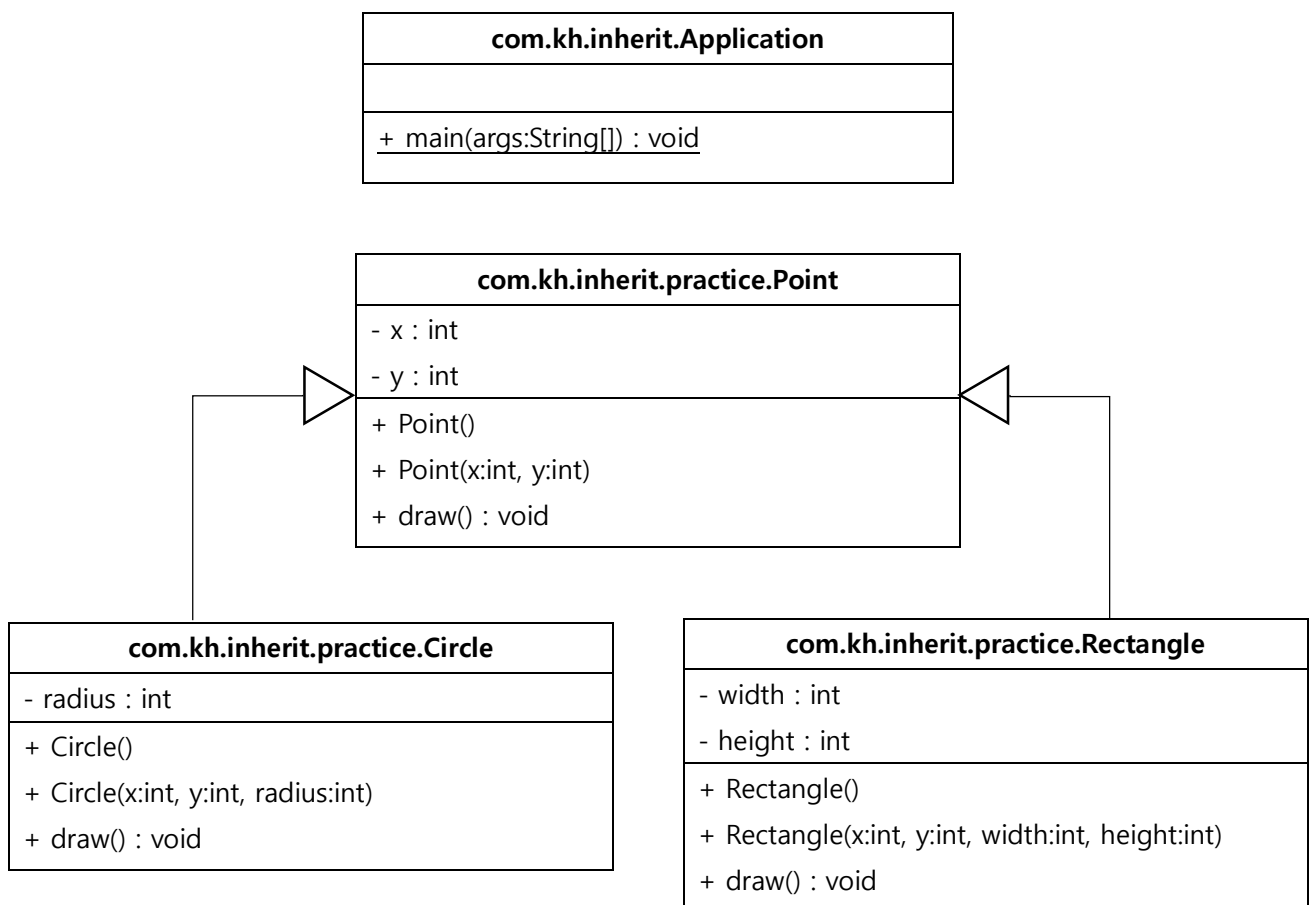 com.kh.inherit.Application
+ main(args:String[]) : void
com.kh.inherit.practice.Point
- x : int
- y : int
+ Point()
+ Point(x:int, y:int)
+ draw() : void
com.kh.inherit.practice.Circle
- radius : int
+ Circle()
+ Circle(x:int, y:int, radius:int)
+ draw() : void
com.kh.inherit.practice.Rectangle
- width : int
- height : int
+ Rectangle()
+ Rectangle(x:int, y:int, width:int, height:int)
+ draw() : void